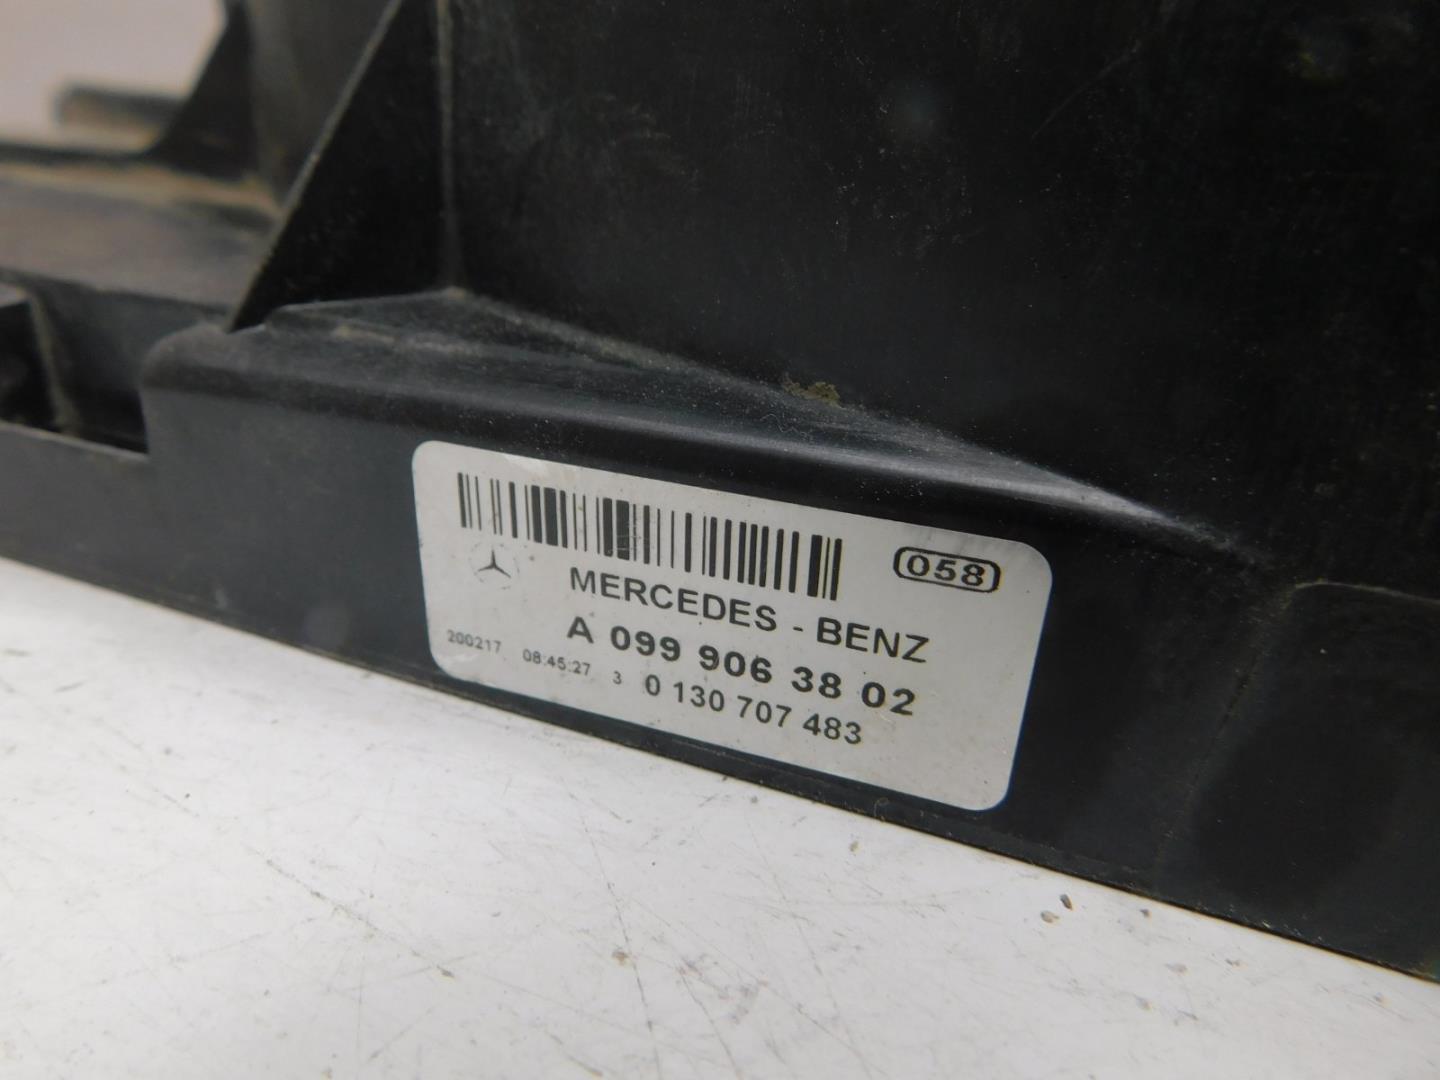 058
MERCEDES - BENZ
A 099 906 38 02
200217 08:45:27 3 0 130 707 483